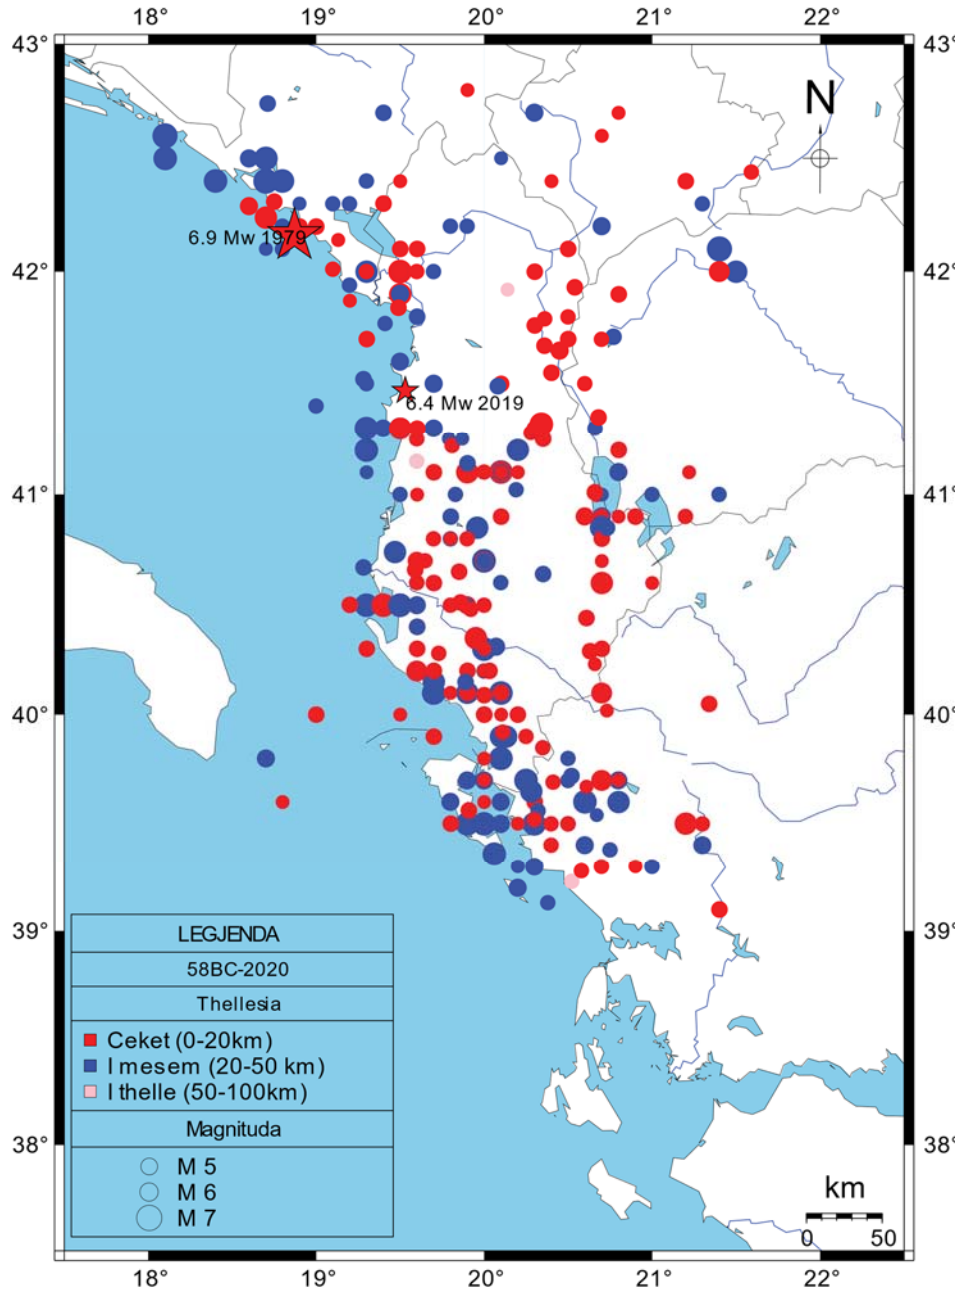 18° 19° 20° 21° 22°
43° 43°
N
6.9 Mw 1979
42° 42°
6.4 Mw 2019
41° 41°
40° 40°
39° 39°
LEGJENDA
58BC-2020
Thellesia
Ceket (0-20km)
I mesem (20-50 km)
I thelle (50-100km)
Magnituda
38° 38°
M 5
M 6
M 7
km
0 50
18° 19° 20° 21° 22°